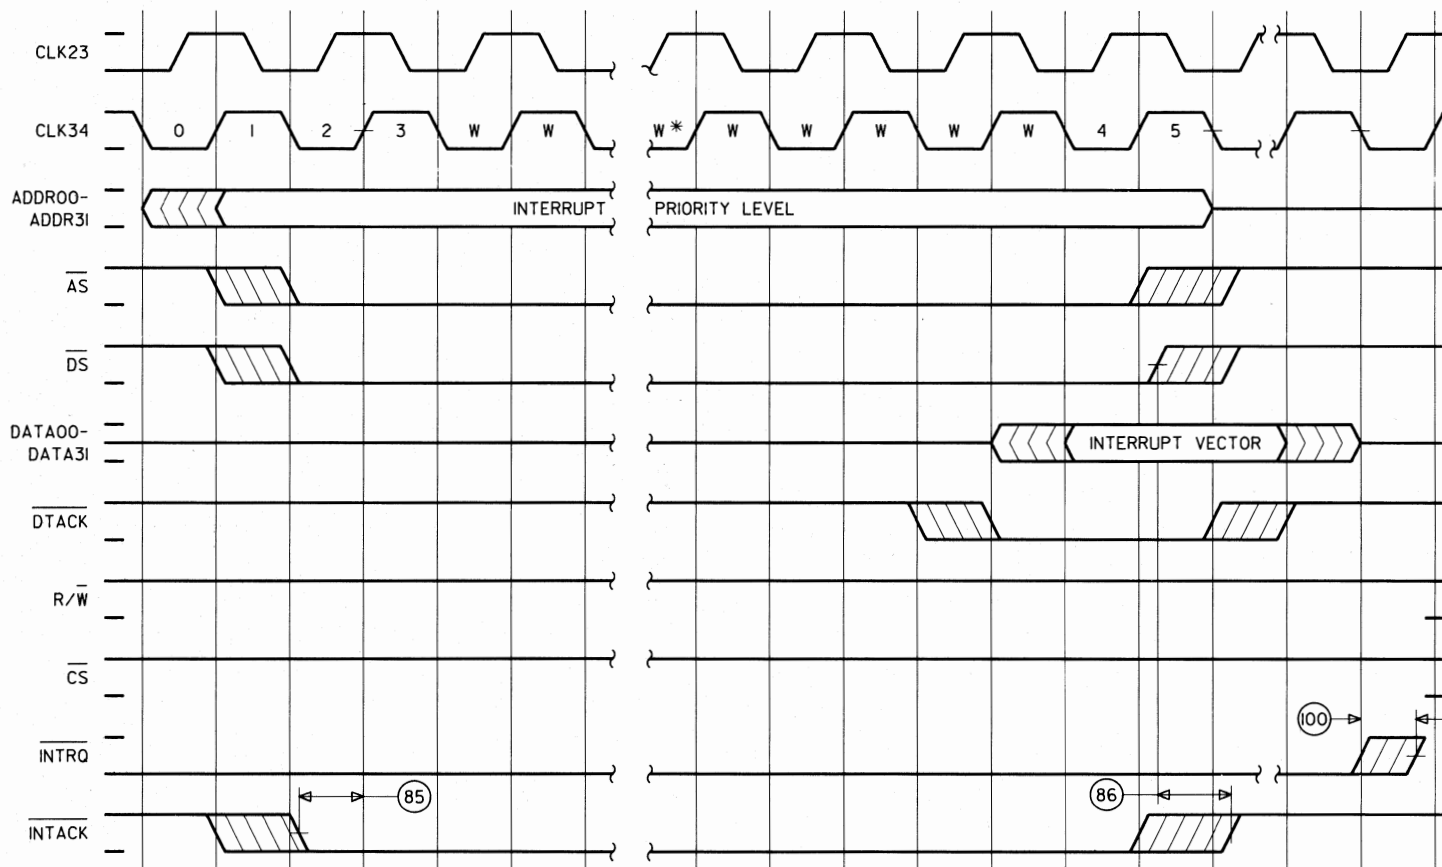 CLK23
CLK34
0 1 2 3 W W W* W W W W W 4 5
ADDR00-
ADDR31
INTERRUPT PRIORITY LEVEL
AS
DS
DATA00-
DATA31
INTERRUPT VECTOR
DTACK
R/W
CS
100
INTRQ
85
86
INTACK